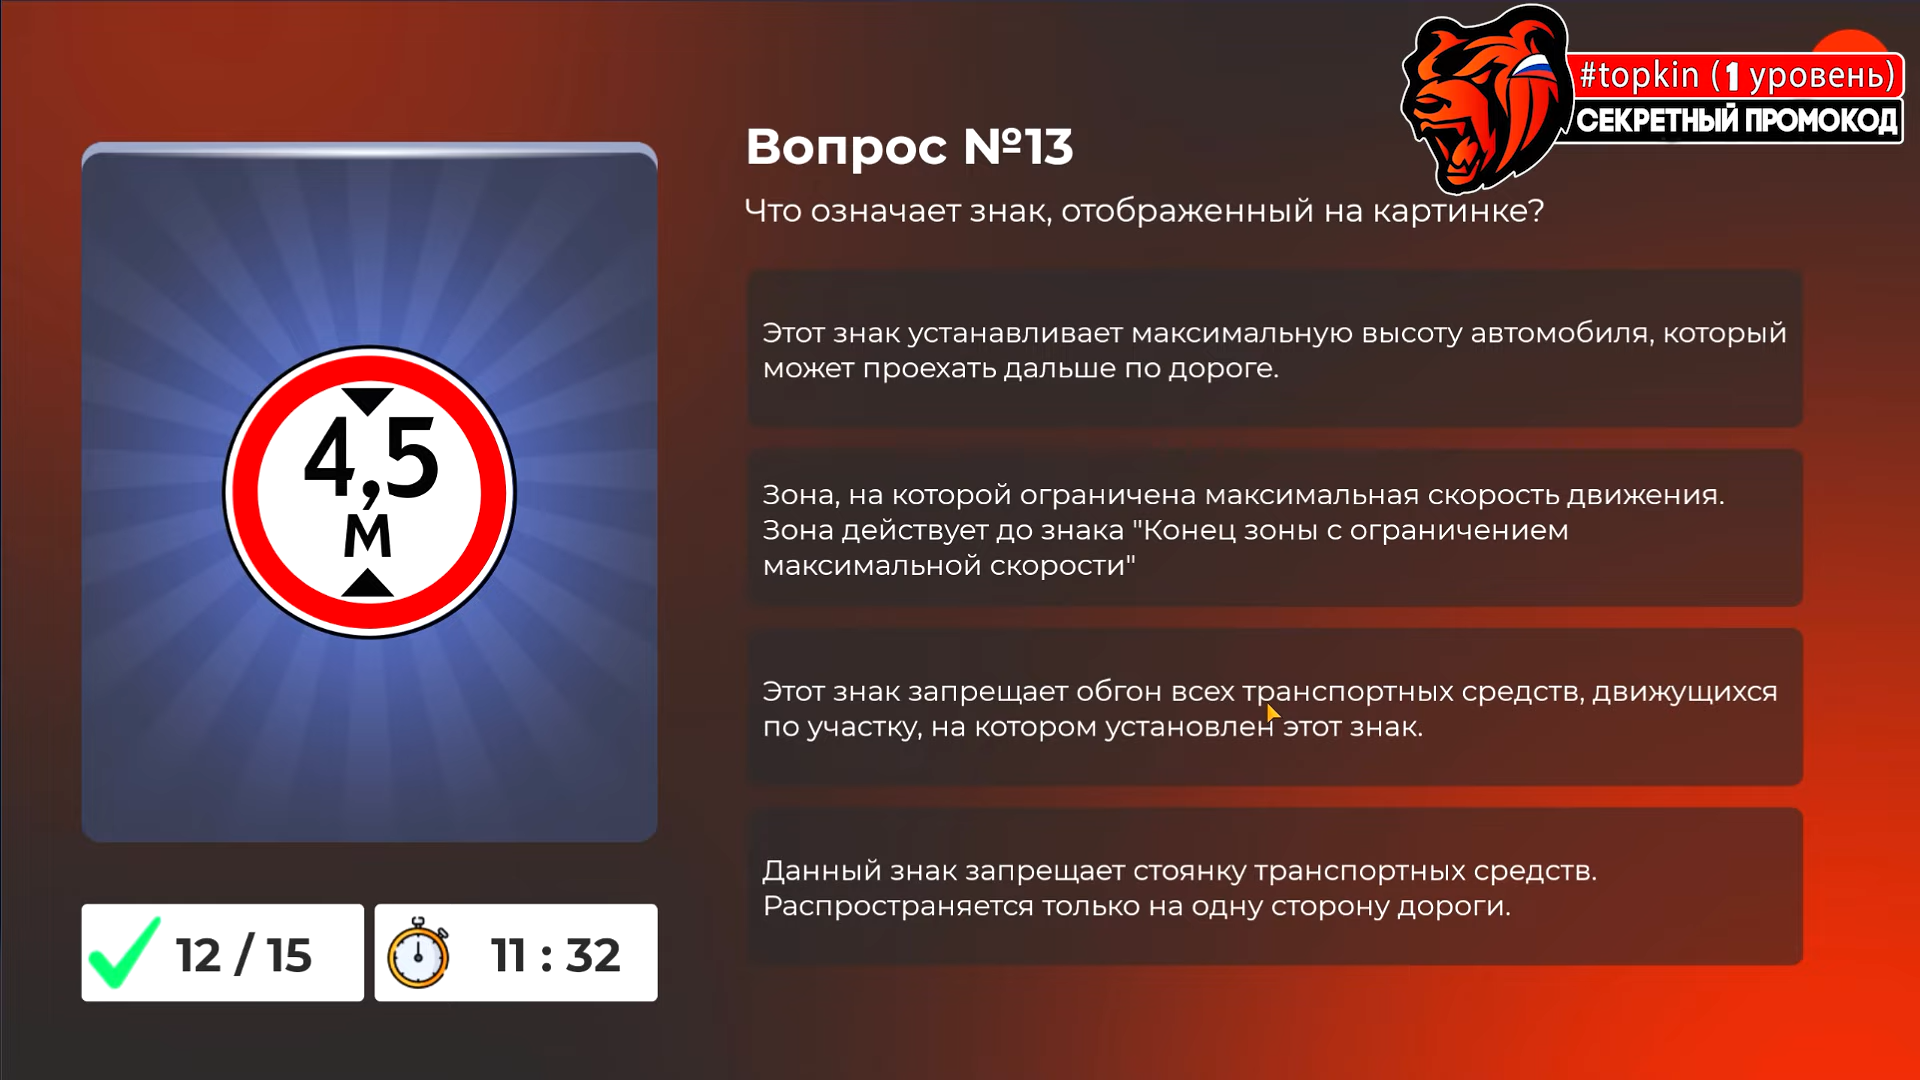 #topkin (1 уровень)
СЕКРЕТНЫЙ ПРОМОКОД
Вопрос №13
Что означает знак, отображенный на картинке?
4,5
м
Этот знак устанавливает максимальную высоту автомобиля, который
может проехать дальше по дороге.
Зона, на которой ограничена максимальная скорость движения.
Зона действует до знака "Конец зоны с ограничением
максимальной скорости"
Этот знак запрещает обгон всех транспортных средств, движущихся
по участку, на котором установлен этот знак.
Данный знак запрещает стоянку транспортных средств.
Распространяется только на одну сторону дороги.
12 / 15
11 : 32